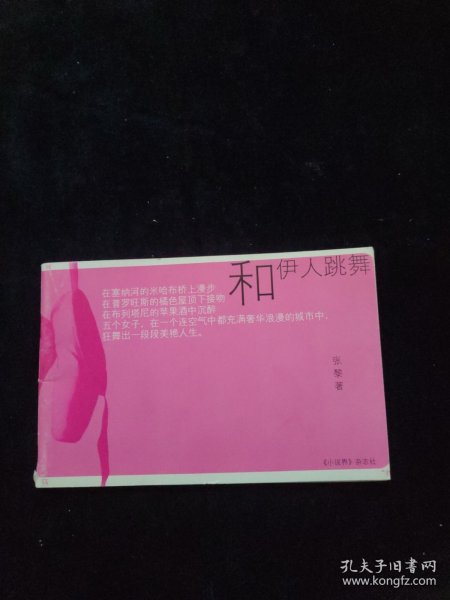 和伊人跳舞
在塞纳河的米哈布桥上漫步
在普罗旺斯的橘色屋顶下接吻
在布列塔尼的苹果酒中沉醉
五个女子，在一个连空气中都充满奢华浪漫的城市中，
狂舞出一段段美艳人生。
张黎著
《小说界》杂志社
孔夫子旧书网
www.kongfz.com